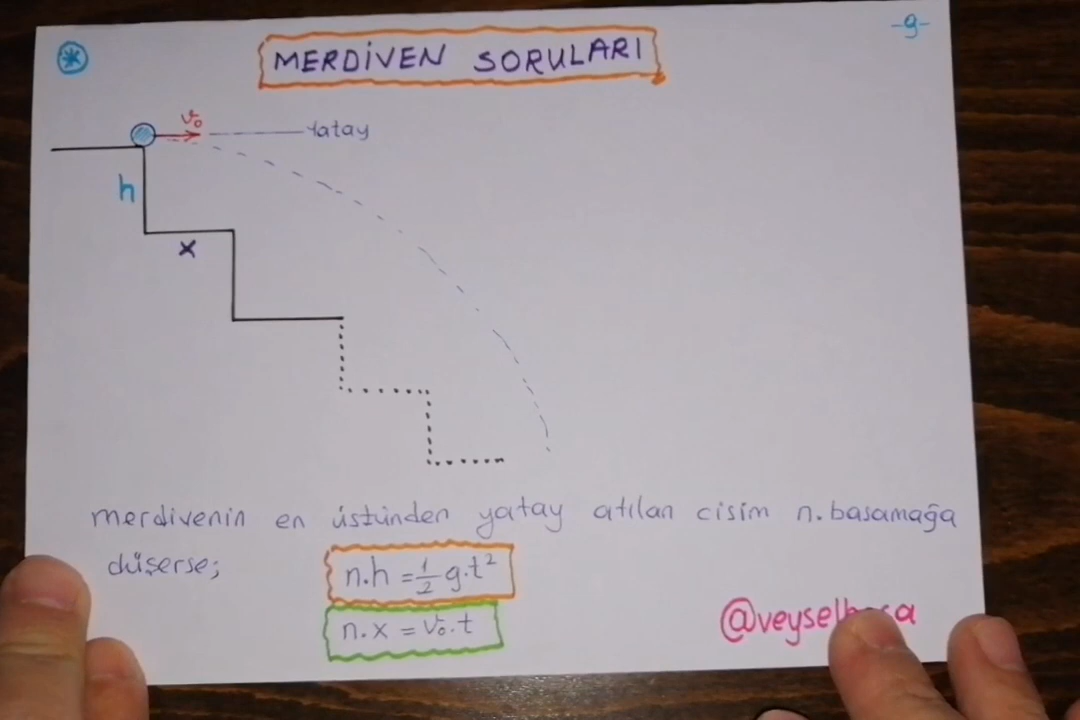 MERDİVEN SORULARI
-9-
v₀
Yatay
h
x
merdivenin en üstünden yatay atılan cisim n.basamağa
düşerse;
n.h = 1/2 g.t²
n.x = v₀.t